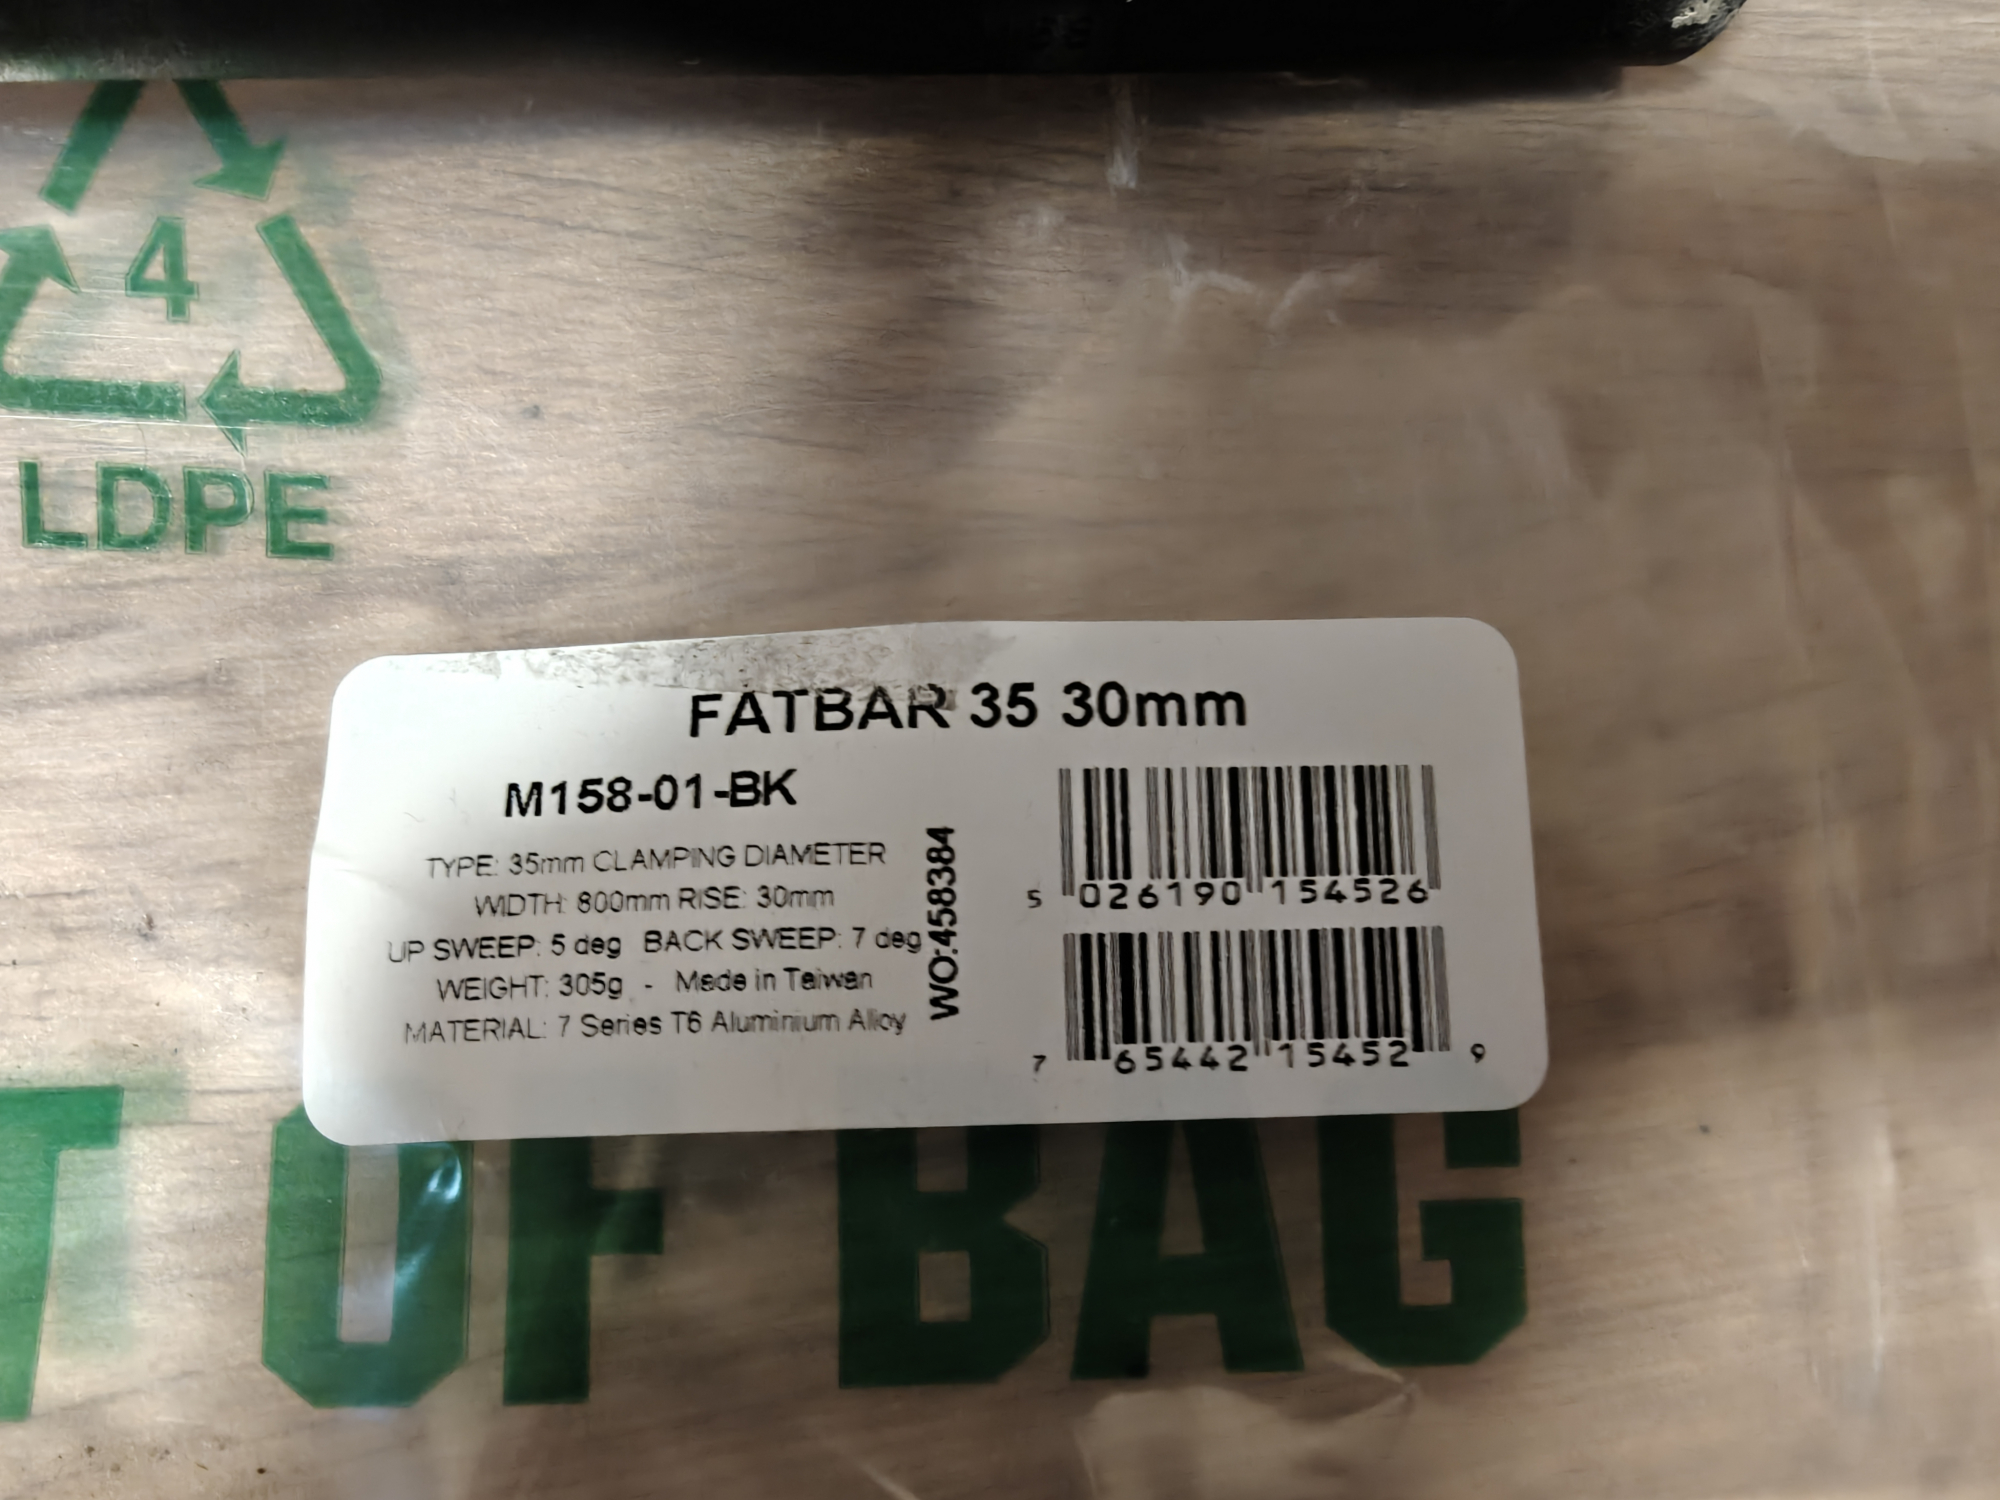 4
LDPE
FATBAR 35 30mm
M158-01-BK
TYPE: 35mm CLAMPING DIAMETER
WIDTH: 800mm RISE: 30mm
UP SWEEP: 5 deg BACK SWEEP: 7 deg
WEIGHT: 305g - Made in Taiwan
MATERIAL: 7 Series T6 Aluminium Alloy
WO:458384
5 026190 154526
7 65442 15452 9
T OF BAG